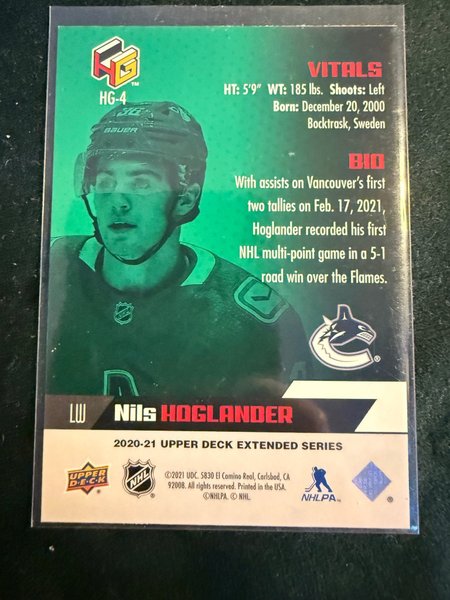 HG
TM
HG-4
VITALS
HT: 5'9" WT: 185 lbs. Shoots: Left
Born: December 20, 2000
Bocktrask, Sweden
BAUER
BIO
With assists on Vancouver's first
two tallies on Feb. 17, 2021,
Hoglander recorded his first
NHL multi-point game in a 5-1
road win over the Flames.
®
LW Nils HOGLANDER
2020-21 UPPER DECK EXTENDED SERIES
UPPER DECK
NHL
©2021 UDC. 5830 El Camino Real, Carlsbad, CA
92008. All rights reserved. Printed in the USA.
©NHLPA. © NHL.
NHLPA
®